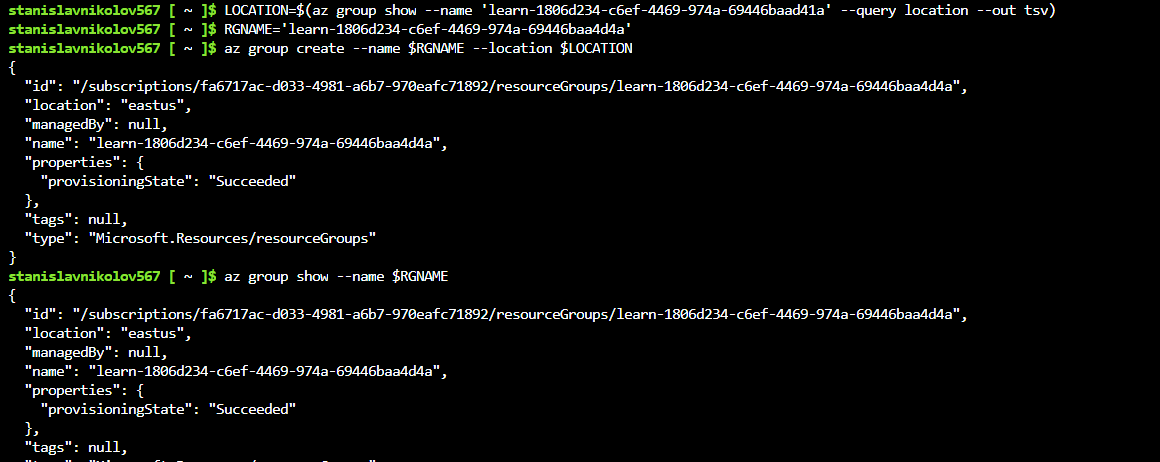 stanislavnikolov567 [ ~ ]$ LOCATION=$(az group show --name 'learn-1806d234-c6ef-4469-974a-69446baad41a' --query location --out tsv)
stanislavnikolov567 [ ~ ]$ RGNAME='learn-1806d234-c6ef-4469-974a-69446baa4d4a'
stanislavnikolov567 [ ~ ]$ az group create --name $RGNAME --location $LOCATION
{
  "id": "/subscriptions/fa6717ac-d033-4981-a6b7-970eafc71892/resourceGroups/learn-1806d234-c6ef-4469-974a-69446baa4d4a",
  "location": "eastus",
  "managedBy": null,
  "name": "learn-1806d234-c6ef-4469-974a-69446baa4d4a",
  "properties": {
    "provisioningState": "Succeeded"
  },
  "tags": null,
  "type": "Microsoft.Resources/resourceGroups"
}
stanislavnikolov567 [ ~ ]$ az group show --name $RGNAME
{
  "id": "/subscriptions/fa6717ac-d033-4981-a6b7-970eafc71892/resourceGroups/learn-1806d234-c6ef-4469-974a-69446baa4d4a",
  "location": "eastus",
  "managedBy": null,
  "name": "learn-1806d234-c6ef-4469-974a-69446baa4d4a",
  "properties": {
    "provisioningState": "Succeeded"
  },
  "tags": null,